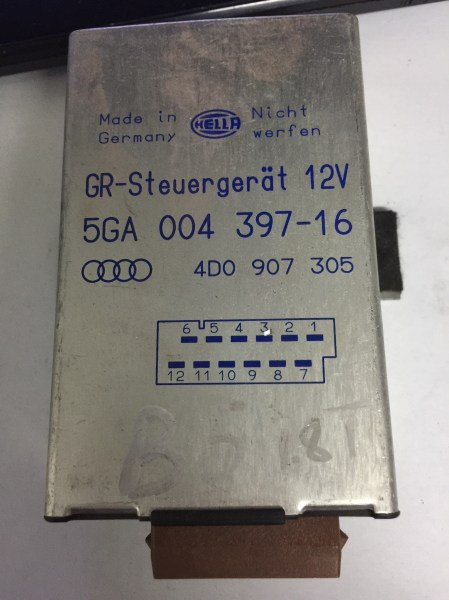 Made in
Germany
HELLA
Nicht
werfen
GR-Steuergerät 12V
5GA 004 397-16
4D0 907 305
6 5 4 3 2 1
12 11 10 9 8 7
B 1.8T